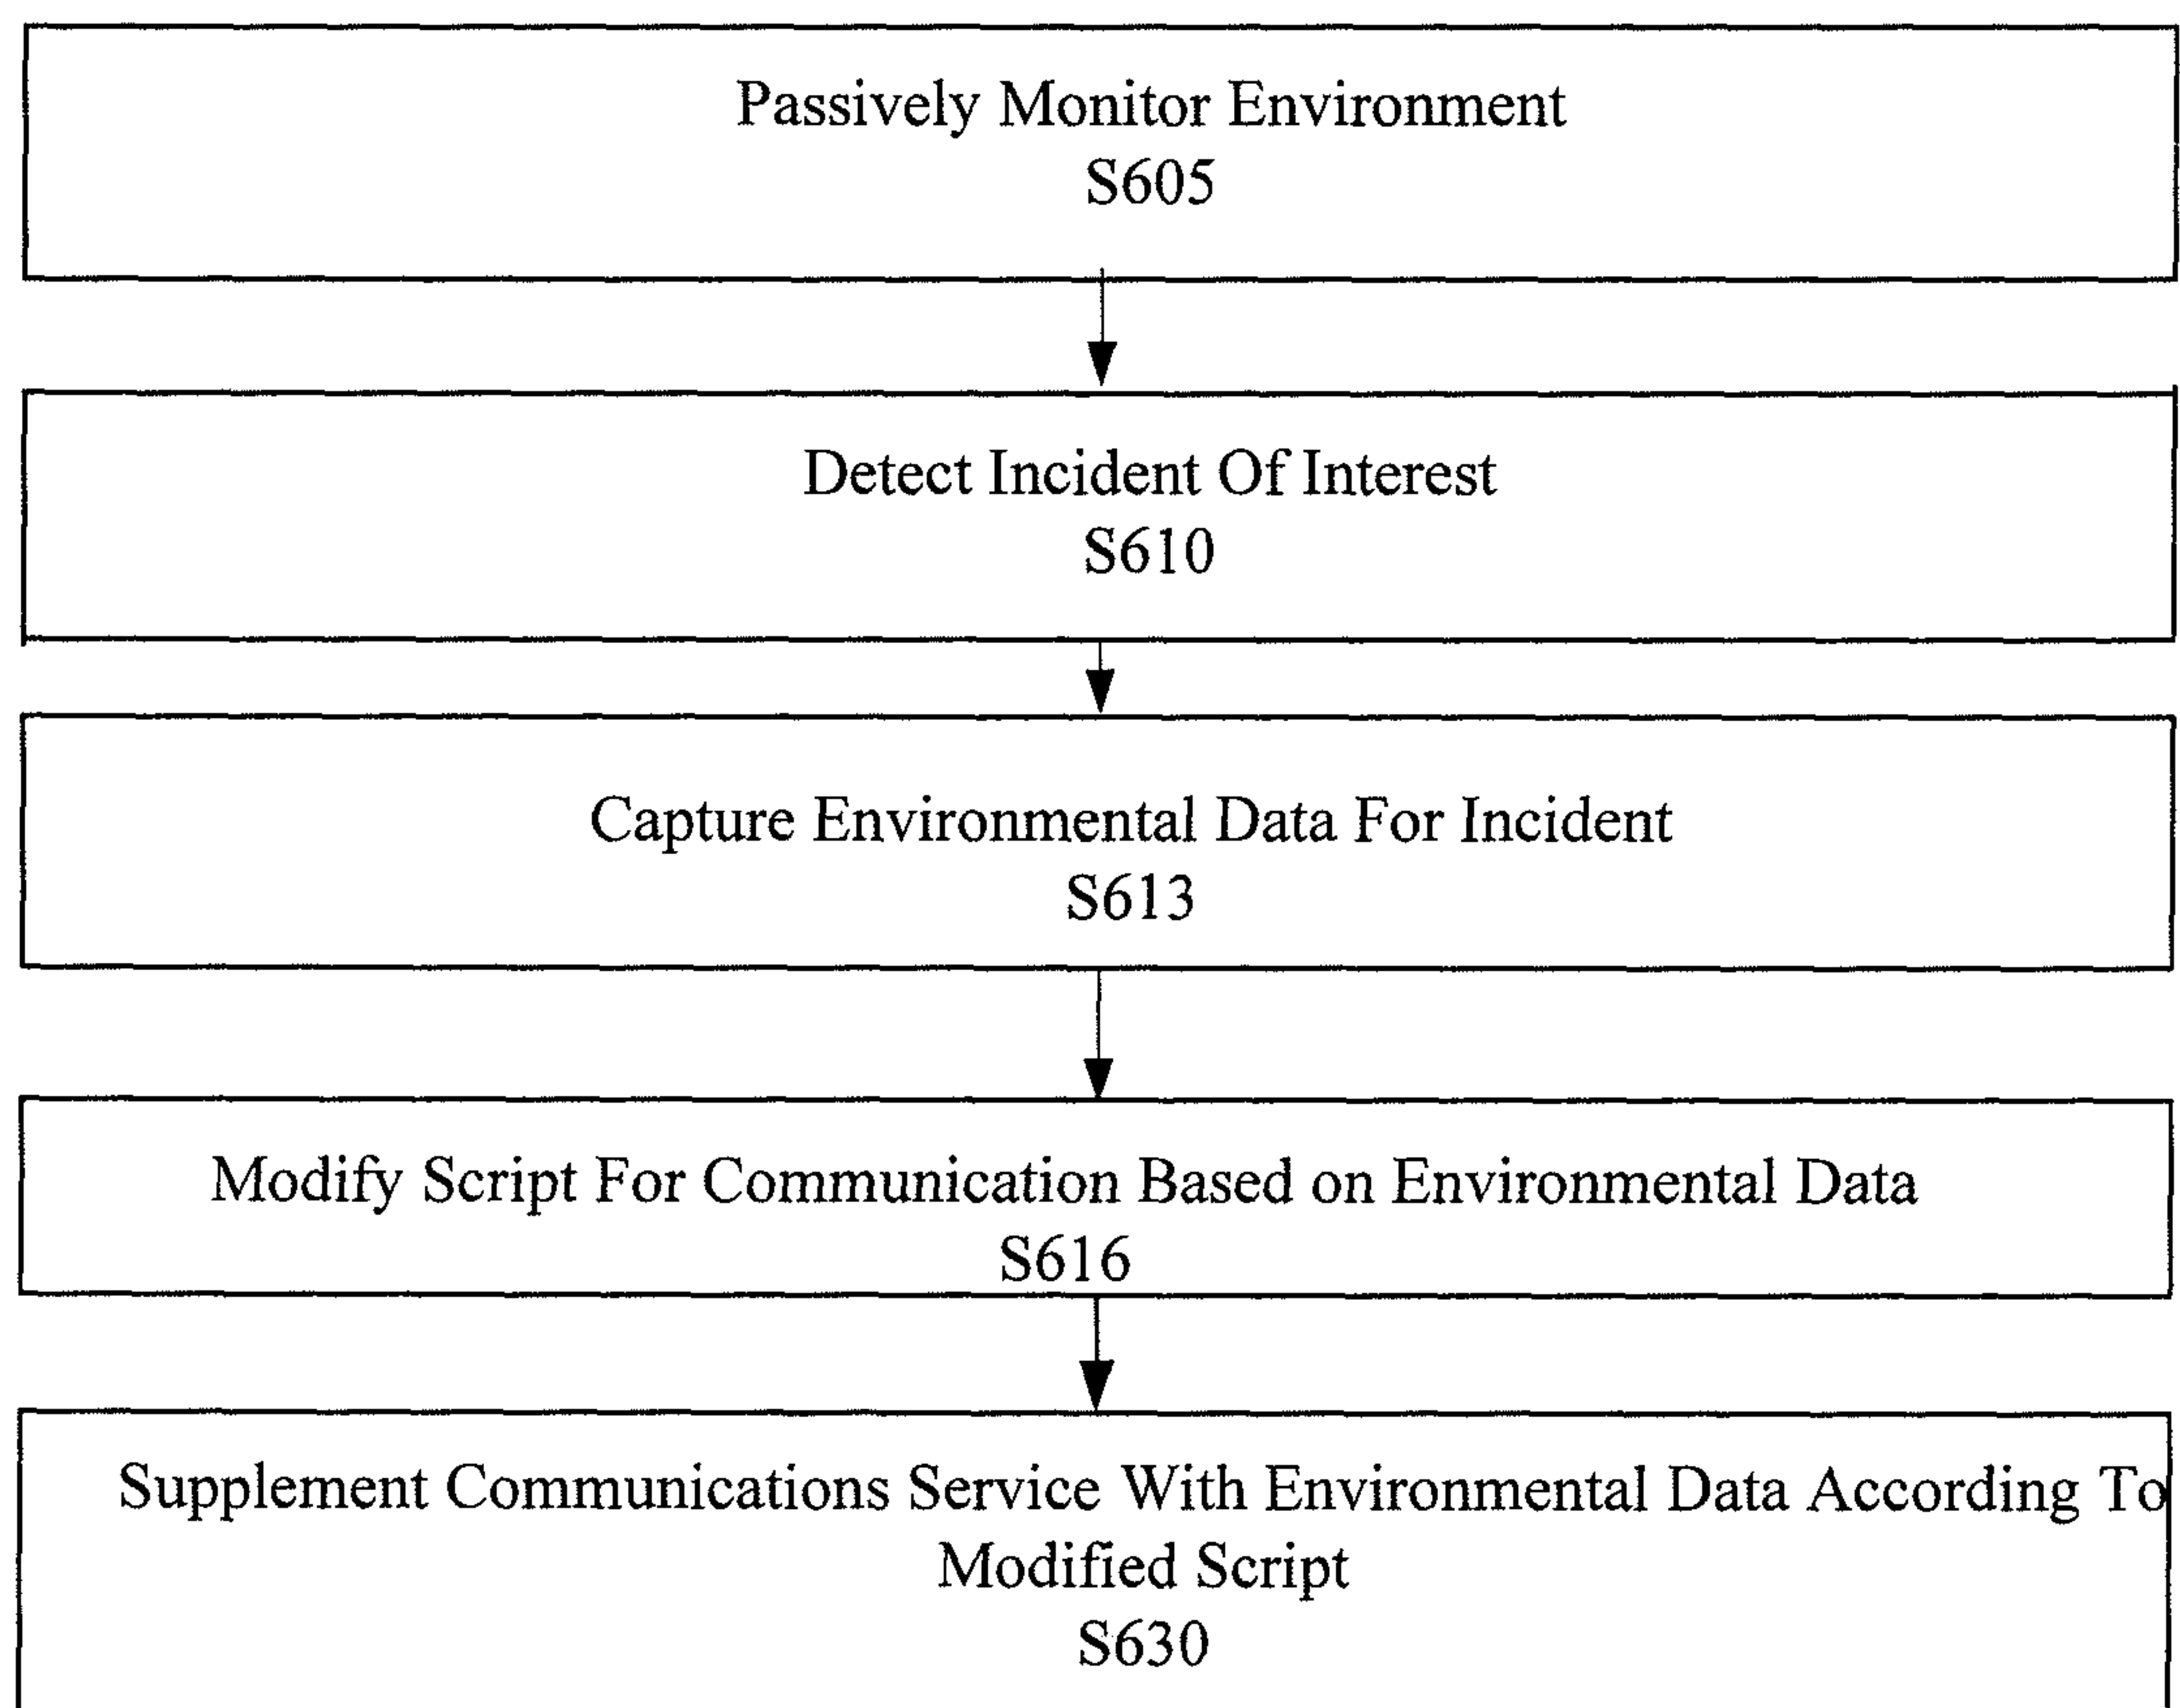 Passively Monitor Environment
S605
Detect Incident Of Interest
S610
Capture Environmental Data For Incident
S613
Modify Script For Communication Based on Environmental Data
S616
Supplement Communications Service With Environmental Data According To
Modified Script
S630